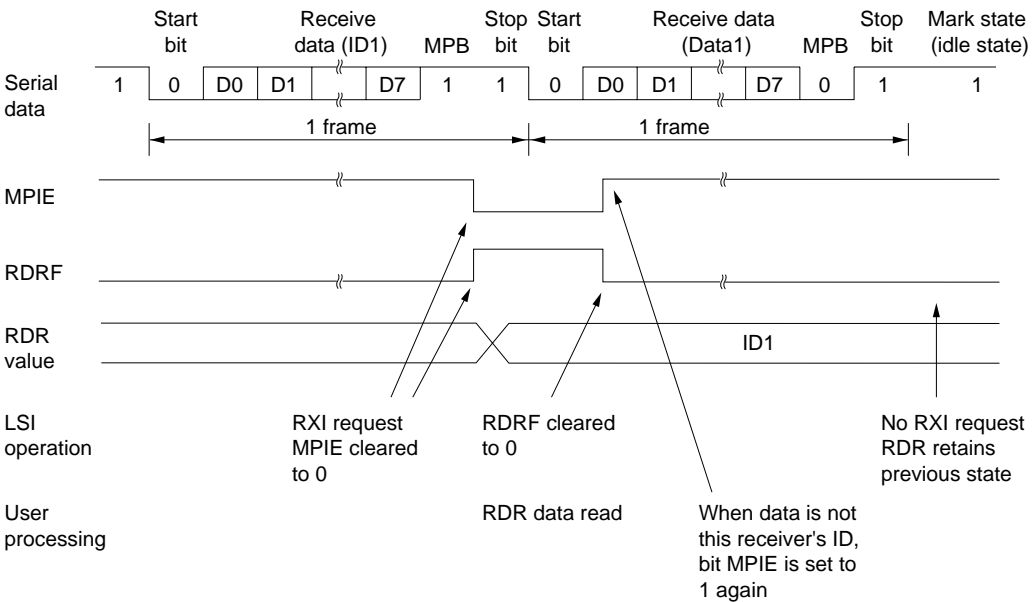 Start bit
Receive data (ID1)
MPB
Stop bit
Start bit
Receive data (Data1)
MPB
Stop bit
Mark state (idle state)
Serial data
1 0 D0 D1 D7 1 1 0 D0 D1 D7 0 1 1
1 frame
1 frame
MPIE
RDRF
RDR value
ID1
LSI operation
RXI request
MPIE cleared
to 0
RDRF cleared
to 0
No RXI request
RDR retains
previous state
User processing
RDR data read
When data is not
this receiver's ID,
bit MPIE is set to
1 again